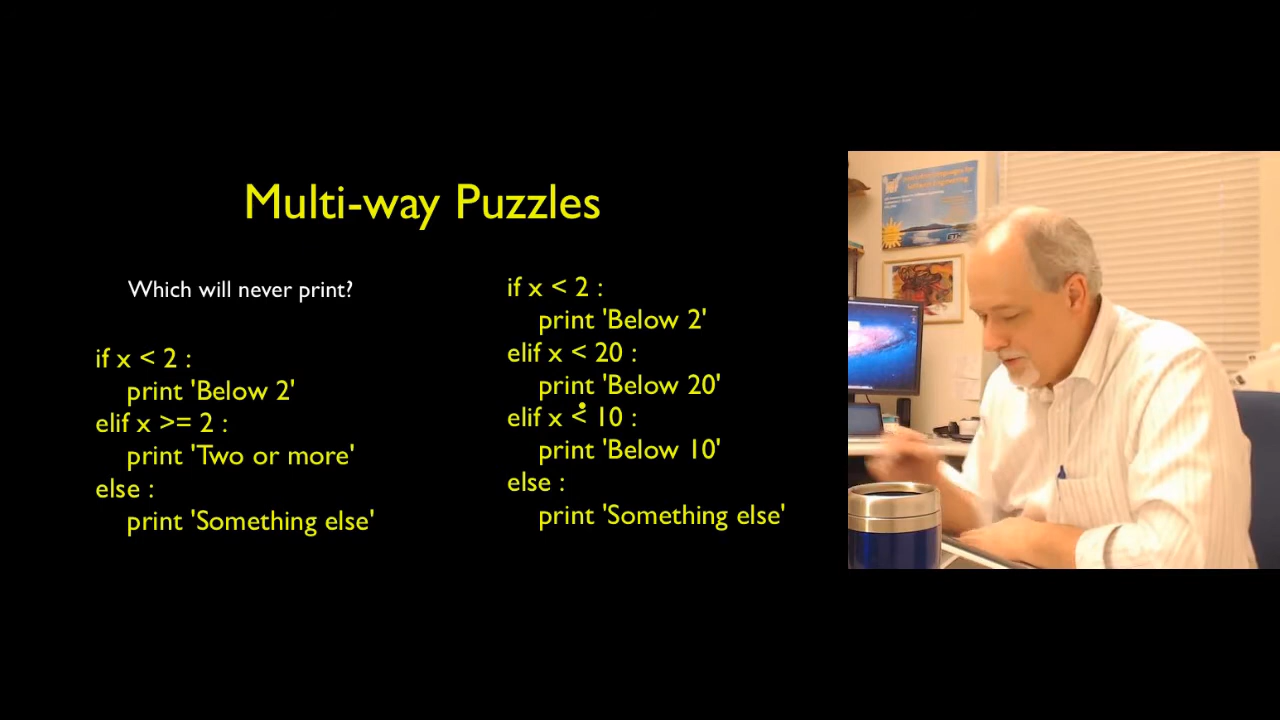 Multi-way Puzzles
Which will never print?
if x < 2 :
print 'Below 2'
elif x >= 2 :
print 'Two or more'
else :
print 'Something else'
if x < 2 :
print 'Below 2'
elif x < 20 :
print 'Below 20'
elif x < 10 :
print 'Below 10'
else :
print 'Something else'